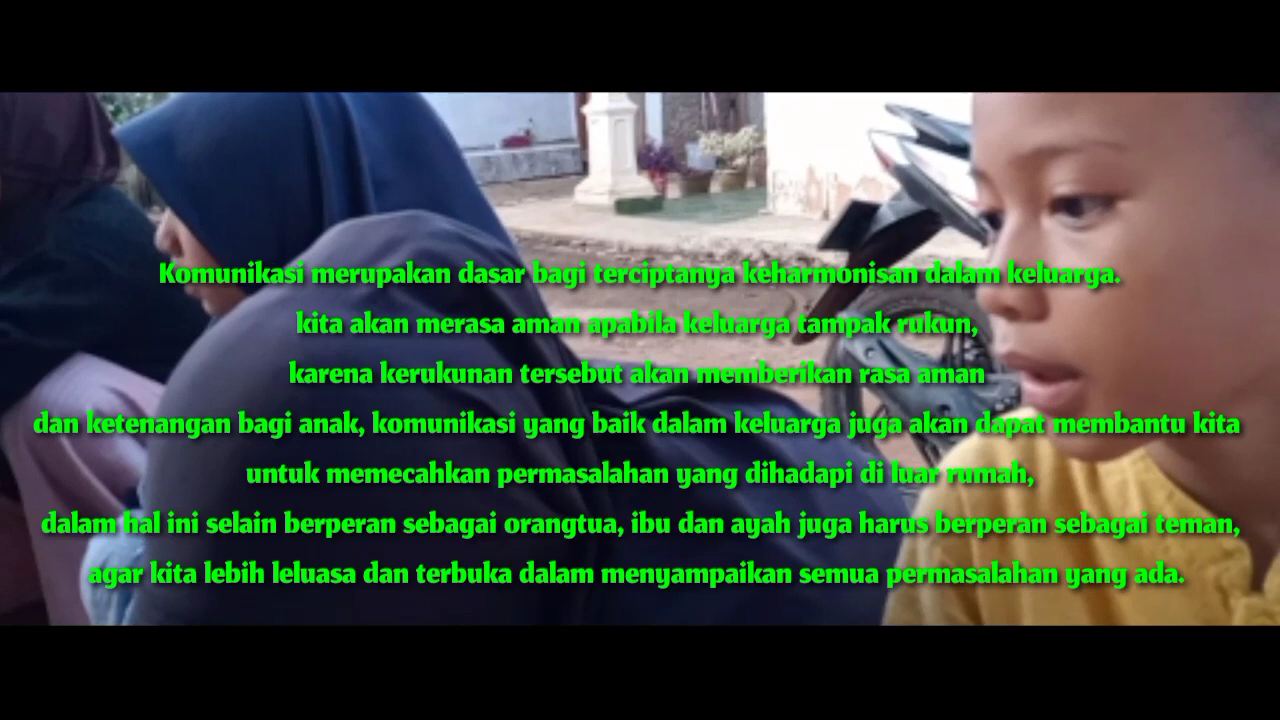 Komunikasi merupakan dasar bagi terciptanya keharmonisan dalam keluarga.
kita akan merasa aman apabila keluarga tampak rukun,
karena kerukunan tersebut akan memberikan rasa aman
dan ketenangan bagi anak, komunikasi yang baik dalam keluarga juga akan dapat membantu kita
untuk memecahkan permasalahan yang dihadapi di luar rumah,
dalam hal ini selain berperan sebagai orangtua, ibu dan ayah juga harus berperan sebagai teman,
agar kita lebih leluasa dan terbuka dalam menyampaikan semua permasalahan yang ada.